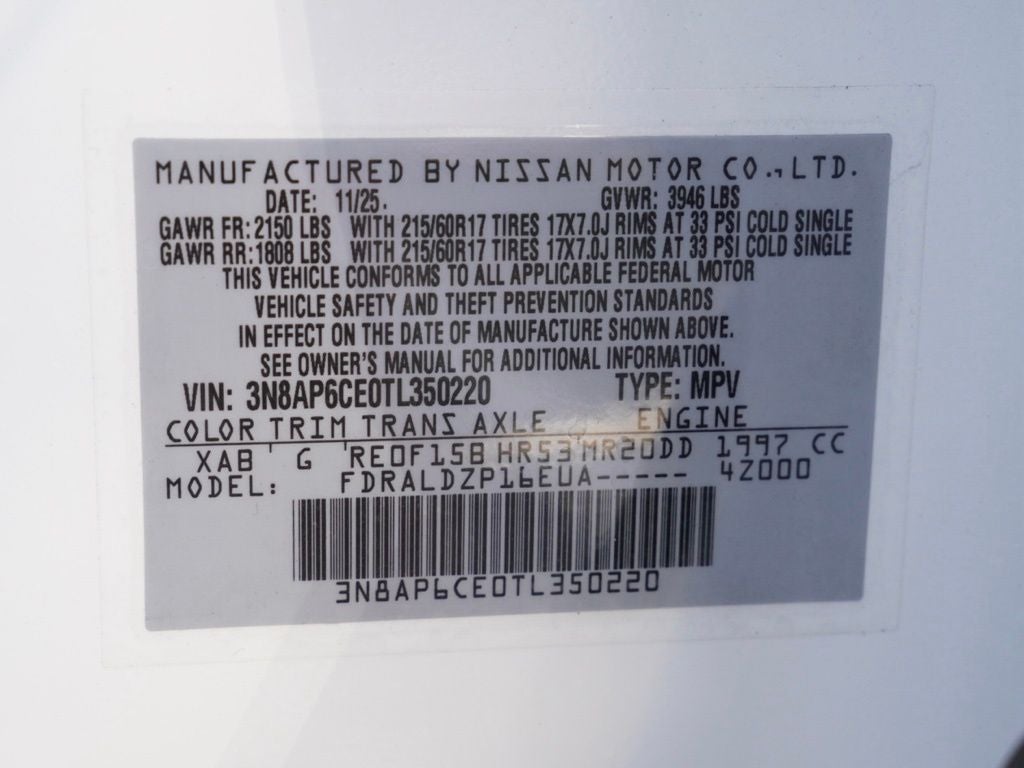 MANUFACTURED BY NISSAN MOTOR CO.,LTD.
DATE: 11/25. GVWR: 3946 LBS
GAWR FR: 2150 LBS WITH 215/60R17 TIRES 17X7.0J RIMS AT 33 PSI COLD SINGLE
GAWR RR: 1808 LBS WITH 215/60R17 TIRES 17X7.0J RIMS AT 33 PSI COLD SINGLE
THIS VEHICLE CONFORMS TO ALL APPLICABLE FEDERAL MOTOR
VEHICLE SAFETY AND THEFT PREVENTION STANDARDS
IN EFFECT ON THE DATE OF MANUFACTURE SHOWN ABOVE.
SEE OWNER'S MANUAL FOR ADDITIONAL INFORMATION.
VIN: 3N8AP6CE0TL350220 TYPE: MPV
COLOR TRIM TRANS AXLE ENGINE
XAB G RE0F15B HR53 MR20DD 1997 CC
MODEL: FDRALDZP16EUA----- 4Z000
3N8AP6CE0TL350220